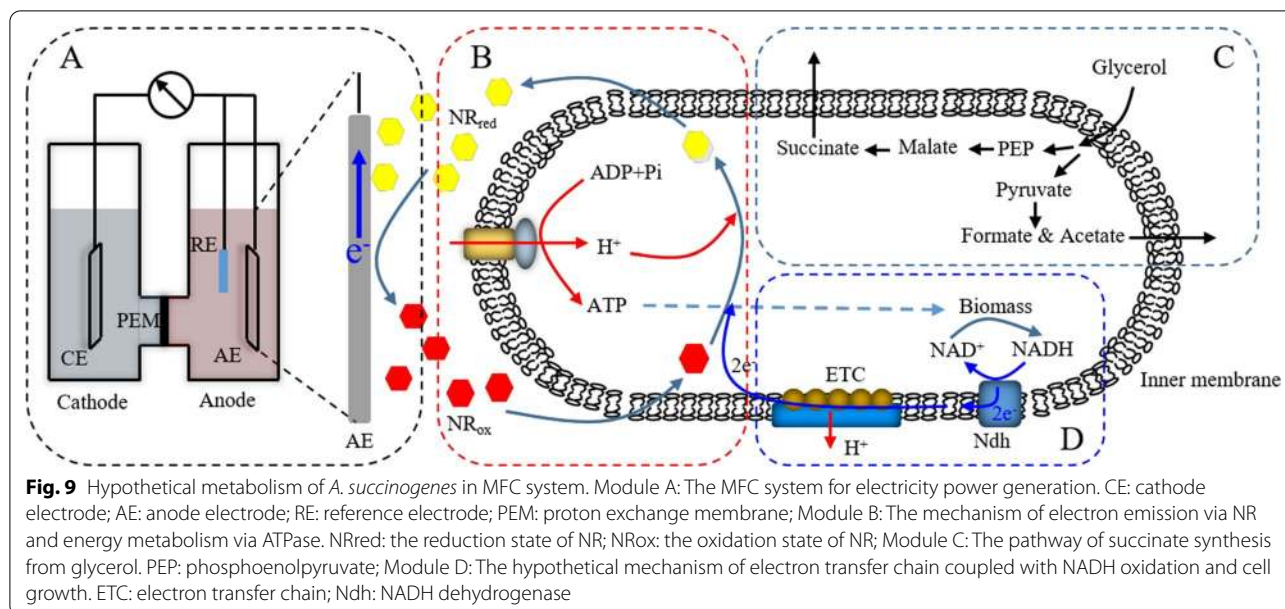 A
B
C
Glycerol
NRred
Succinate
Malate
PEP
ADP+Pi
Pyruvate
RE
e-
H+
Formate & Acetate
PEM
ATP
Biomass
CE
AE
NAD+
NADH
2e-
ETC
Inner membrane
Cathode
Anode
NRox
2e-
AE
H+
Ndh
D
Fig. 9 Hypothetical metabolism of A. succinogenes in MFC system. Module A: The MFC system for electricity power generation. CE: cathode
electrode; AE: anode electrode; RE: reference electrode; PEM: proton exchange membrane; Module B: The mechanism of electron emission via NR
and energy metabolism via ATPase. NRred: the reduction state of NR; NRox: the oxidation state of NR; Module C: The pathway of succinate synthesis
from glycerol. PEP: phosphoenolpyruvate; Module D: The hypothetical mechanism of electron transfer chain coupled with NADH oxidation and cell
growth. ETC: electron transfer chain; Ndh: NADH dehydrogenase